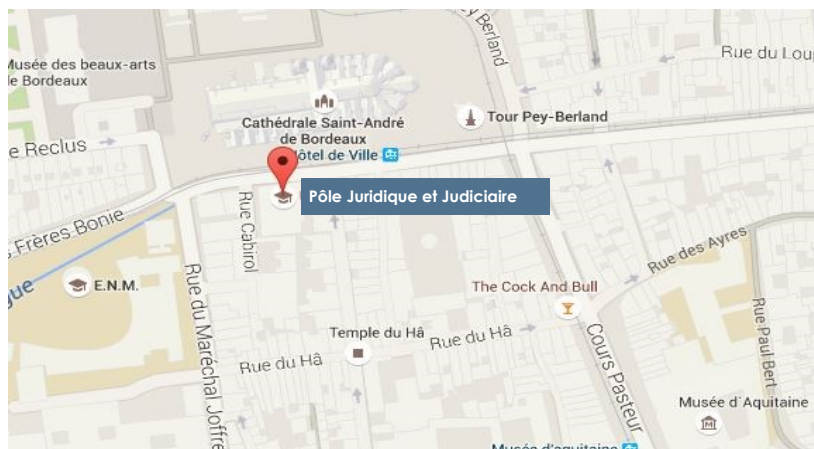 Musée des beaux-arts
de Bordeaux
Pey Berland
Rue du Loup
Cathédrale Saint-André
de Bordeaux
Hôtel de Ville
Tour Pey-Berland
e Reclus
Pôle Juridique et Judiciaire
s Frères Bonie
Rue Cabirol
Rue des Ayres
gue
E.N.M.
The Cock And Bull
Rue du Maréchal Joffre
Temple du Hâ
Rue du Hâ
Rue du Hâ
Cours Pasteur
Rue Paul Bert
Musée d'Aquitaine
Musée d'aquitaine